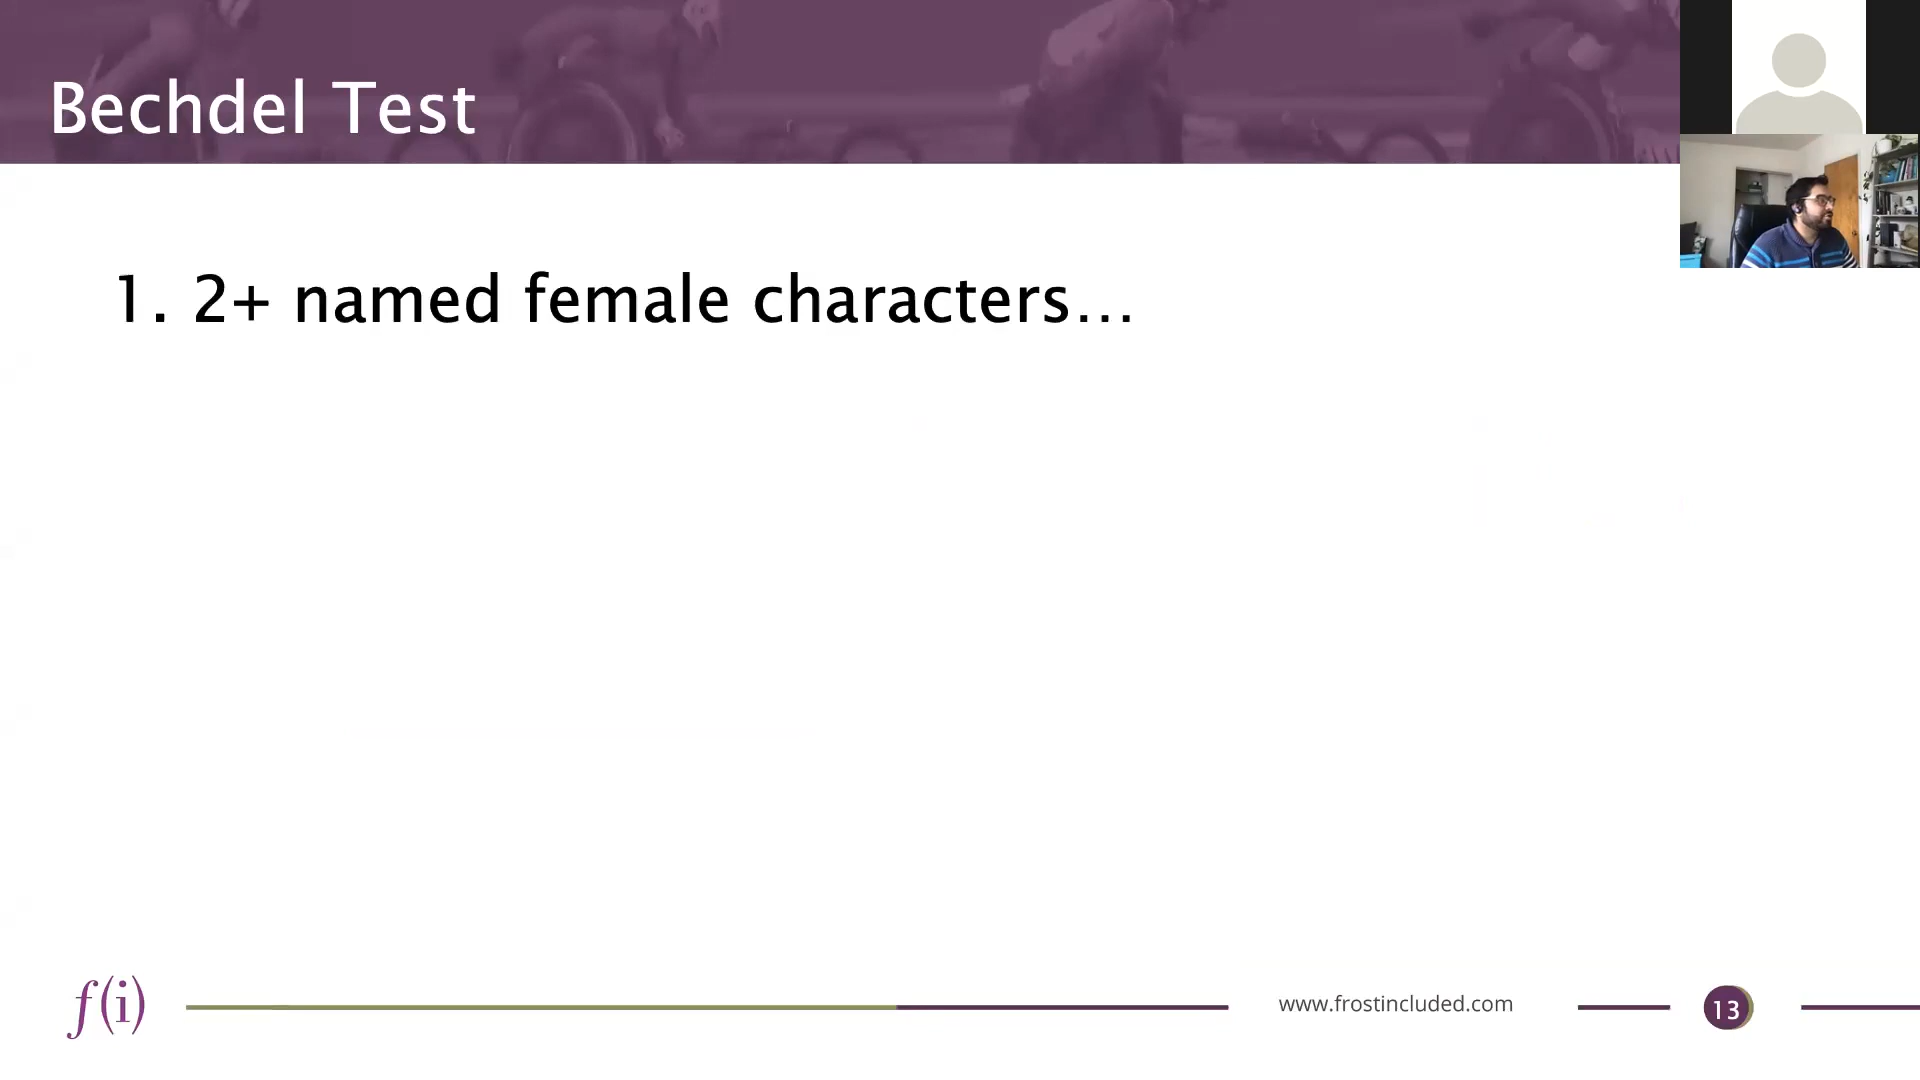 Bechdel Test
1. 2+ named female characters…
f(i)
www.frostincluded.com
13